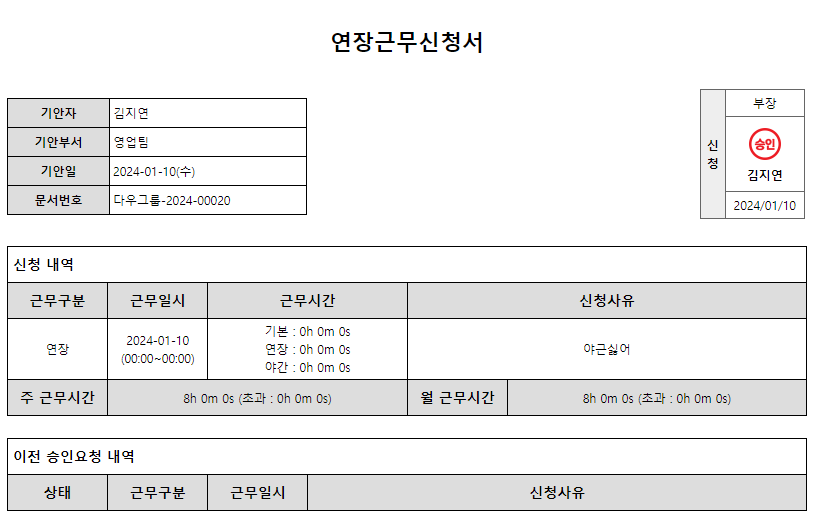 연장근무신청서
기안자 김지연
기안부서 영업팀
기안일 2024-01-10(수)
문서번호 다우그룹-2024-00020
신청
부장
승인
김지연
2024/01/10
신청 내역
근무구분 근무일시 근무시간 신청사유
연장
2024-01-10
(00:00~00:00)
기본 : 0h 0m 0s
연장 : 0h 0m 0s
야간 : 0h 0m 0s
야근싫어
주 근무시간 8h 0m 0s (초과 : 0h 0m 0s) 월 근무시간 8h 0m 0s (초과 : 0h 0m 0s)
이전 승인요청 내역
상태 근무구분 근무일시 신청사유